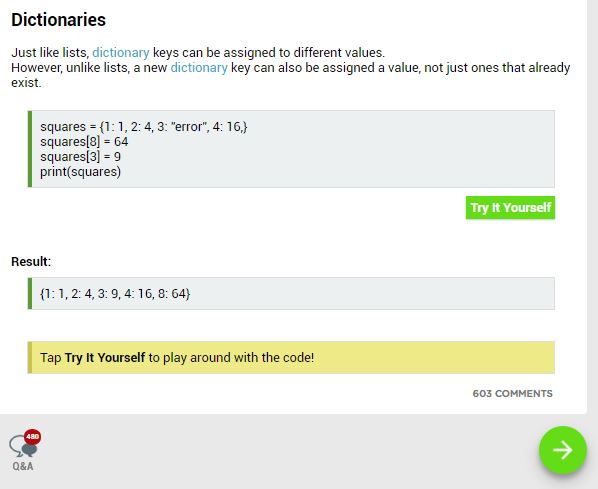 Dictionaries
Just like lists, dictionary keys can be assigned to different values.
However, unlike lists, a new dictionary key can also be assigned a value, not just ones that already
exist.
squares = {1: 1, 2: 4, 3: "error", 4: 16,}
squares[8] = 64
squares[3] = 9
print(squares)
Try It Yourself
Result:
{1: 1, 2: 4, 3: 9, 4: 16, 8: 64}
Tap Try It Yourself to play around with the code!
603 COMMENTS
480
Q&A